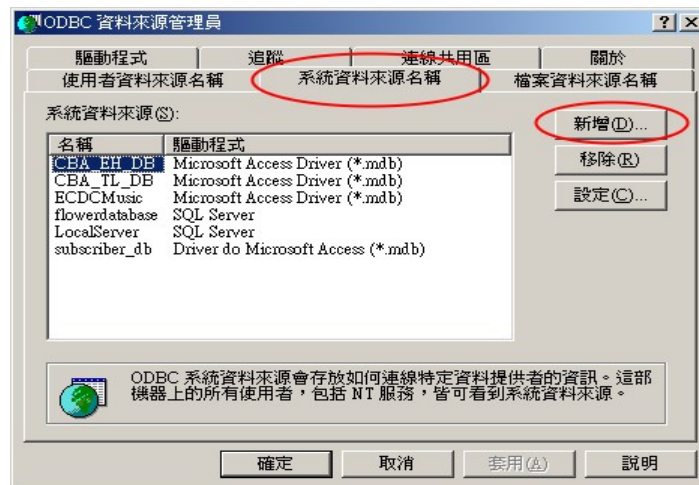 ODBC 資料來源管理員
驅動程式 追蹤 連線共用區 關於
使用者資料來源名稱 系統資料來源名稱 檔案資料來源名稱
系統資料來源(S):
新增(D)...
名稱 驅動程式
CBA_EH_DB Microsoft Access Driver (*.mdb)
移除(R)
CBA_TL_DB Microsoft Access Driver (*.mdb)
ECDCMusic Microsoft Access Driver (*.mdb)
設定(C)...
flowerdatabase SQL Server
LocalServer SQL Server
subscriber_db Driver do Microsoft Access (*.mdb)
ODBC 系統資料來源會存放如何連線特定資料提供者的資訊。這部
機器上的所有使用者，包括 NT 服務，皆可看到系統資料來源。
確定 取消 套用(A) 說明